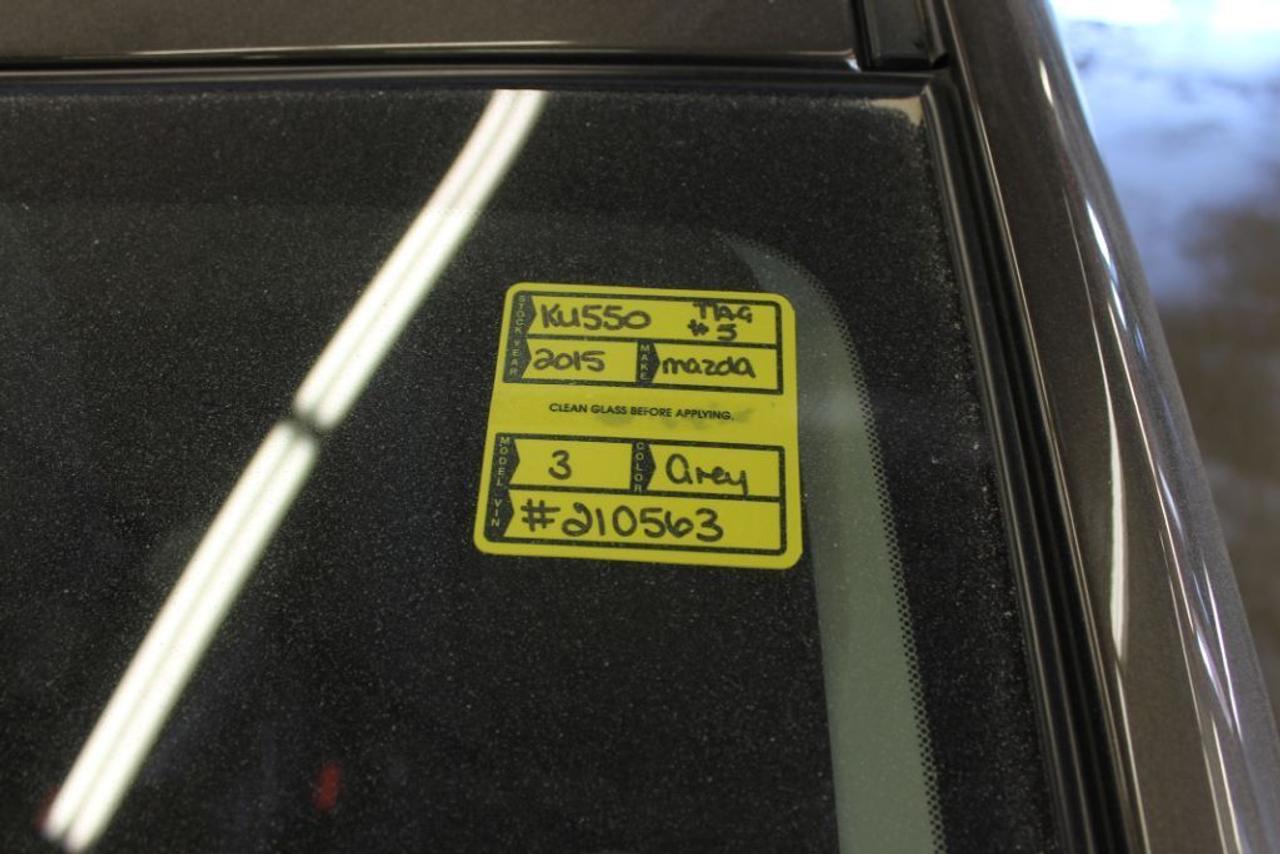 STOCK KU550 TAG #5
YEAR 2015 MAKE mazda
CLEAN GLASS BEFORE APPLYING.
MODEL 3 COLOR Grey
VIN #210563